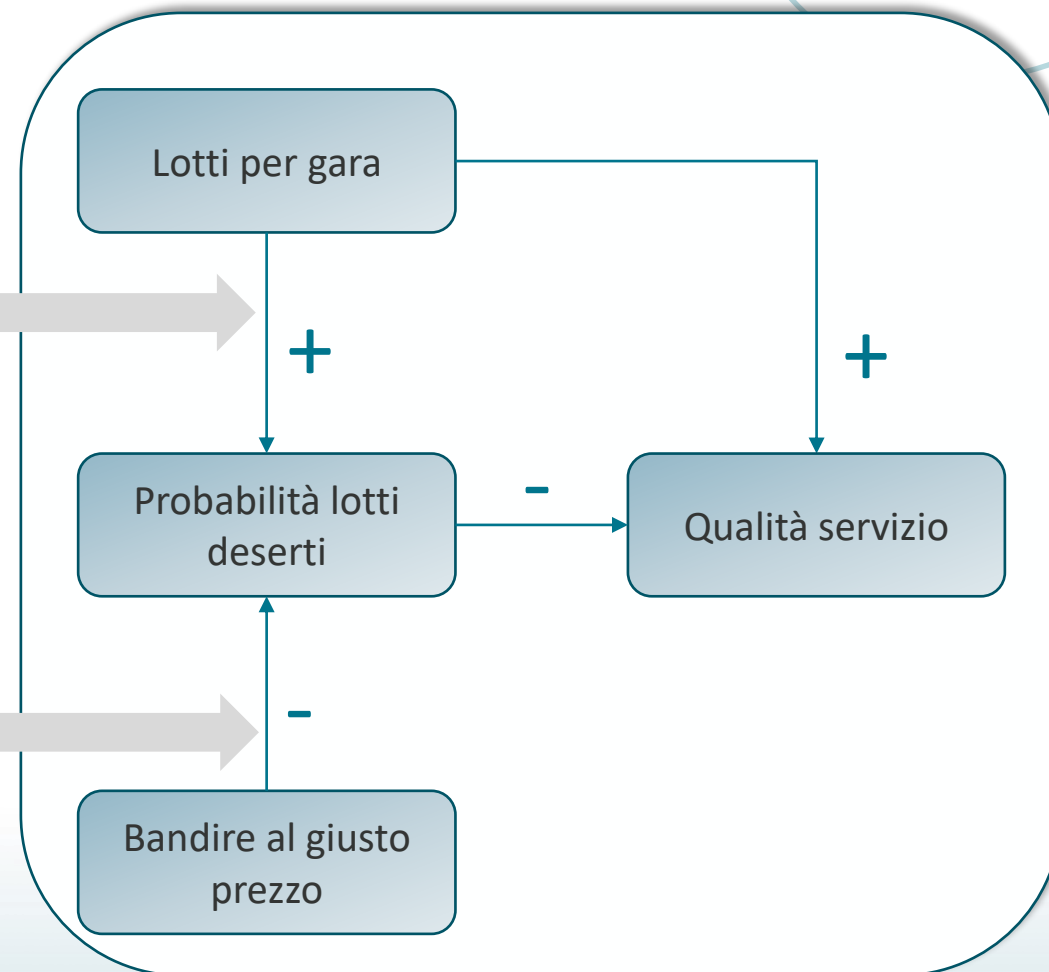 Lotti per gara
+
+
Probabilità lotti
deserti
-
Qualità servizio
-
Bandire al giusto
prezzo